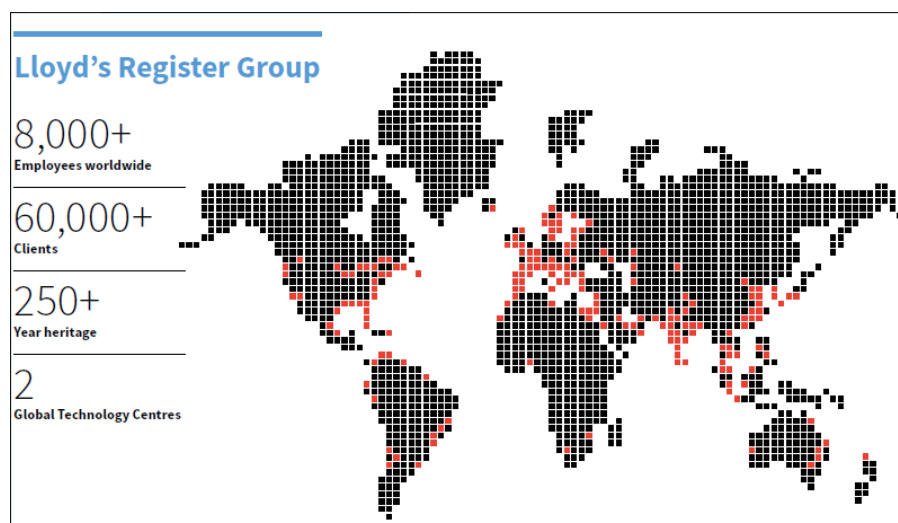 Lloyd’s Register Group
8,000+
Employees worldwide
60,000+
Clients
250+
Year heritage
2
Global Technology Centres